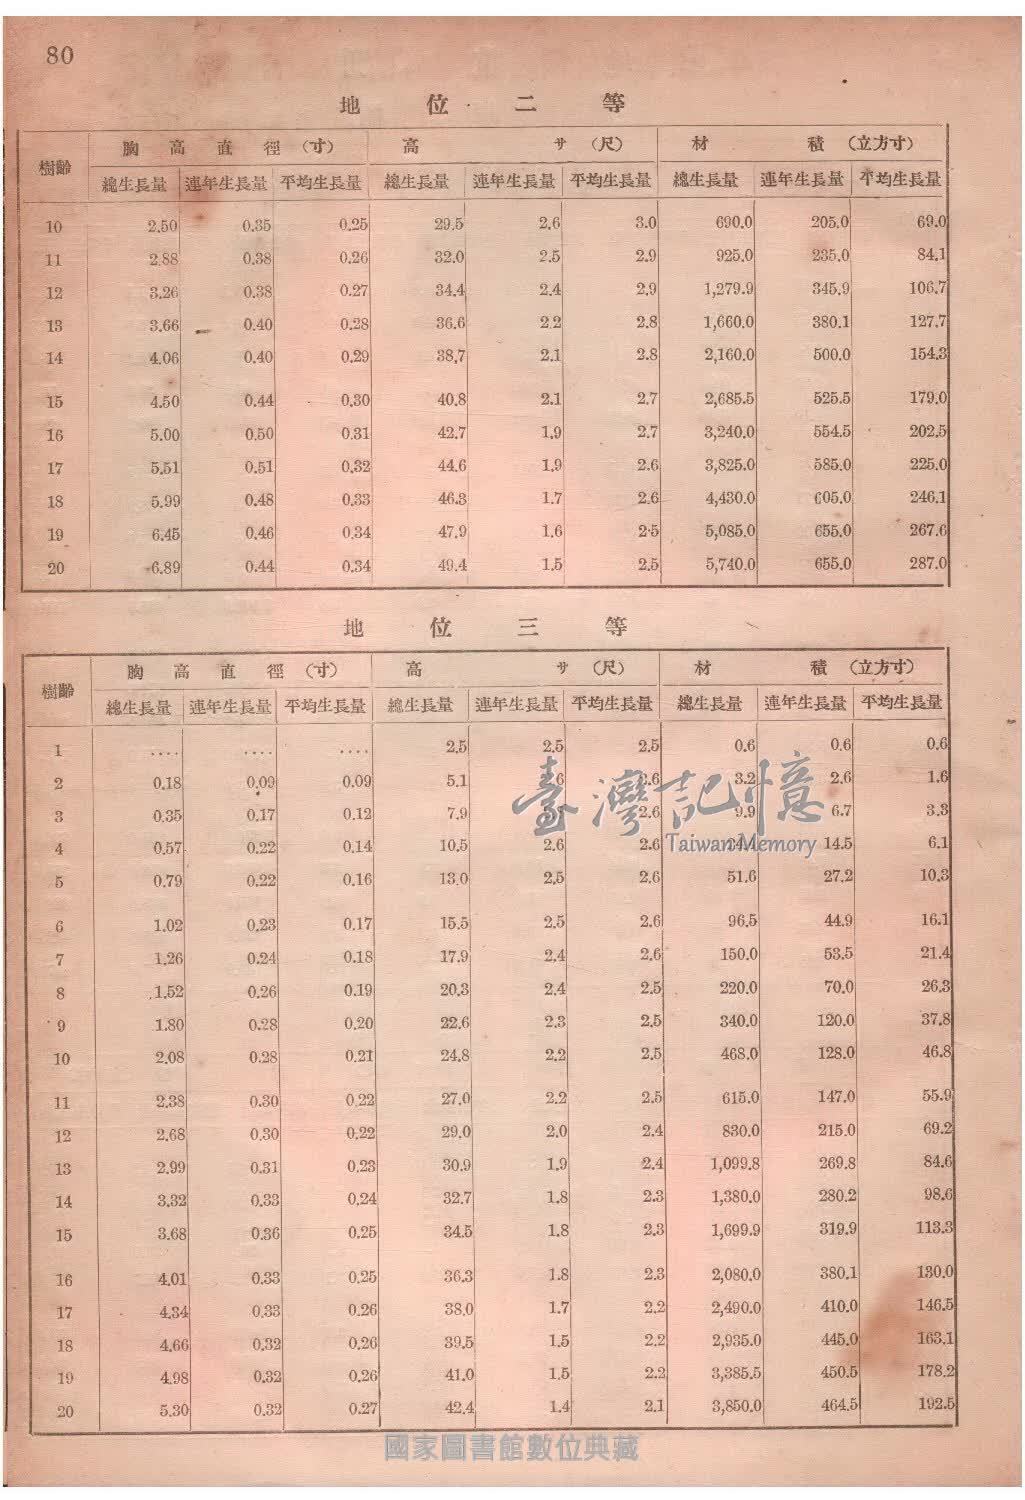 80
地 位 二 等
樹齡 胸高直徑(寸) 高サ(尺) 材積(立方寸)
總生長量 連年生長量 平均生長量 總生長量 連年生長量 平均生長量 總生長量 連年生長量 平均生長量
10 2.50 0.35 0.25 29.5 2.6 3.0 690.0 205.0 69.0
11 2.88 0.38 0.26 32.0 2.5 2.9 925.0 235.0 84.1
12 3.26 0.38 0.27 34.4 2.4 2.9 1,279.9 345.9 106.7
13 3.66 0.40 0.28 36.6 2.2 2.8 1,660.0 380.1 127.7
14 4.06 0.40 0.29 38.7 2.1 2.8 2,160.0 500.0 154.3
15 4.50 0.44 0.30 40.8 2.1 2.7 2,685.5 525.5 179.0
16 5.00 0.50 0.31 42.7 1.9 2.7 3,240.0 554.5 202.5
17 5.51 0.51 0.32 44.6 1.9 2.6 3,825.0 585.0 225.0
18 5.99 0.48 0.33 46.3 1.7 2.6 4,430.0 605.0 246.1
19 6.45 0.46 0.34 47.9 1.6 2.5 5,085.0 655.0 267.6
20 6.89 0.44 0.34 49.4 1.5 2.5 5,740.0 655.0 287.0
地 位 三 等
樹齡 胸高直徑(寸) 高サ(尺) 材積(立方寸)
總生長量 連年生長量 平均生長量 總生長量 連年生長量 平均生長量 總生長量 連年生長量 平均生長量
1 .... .... .... 2.5 2.5 2.5 0.6 0.6 0.6
2 0.18 0.09 0.09 5.1 2.6 3.2 2.6 1.6
3 0.35 0.17 0.12 7.9 2.6 9.9 6.7 3.3
臺灣記憶
Taiwan Memory
4 0.57 0.22 0.14 10.5 2.6 2.6 14.5 6.1
5 0.79 0.22 0.16 13.0 2.5 2.6 51.6 27.2 10.3
6 1.02 0.23 0.17 15.5 2.5 2.6 96.5 44.9 16.1
7 1.26 0.24 0.18 17.9 2.4 2.6 150.0 53.5 21.4
8 1.52 0.26 0.19 20.3 2.4 2.5 220.0 70.0 26.3
9 1.80 0.28 0.20 22.6 2.3 2.5 340.0 120.0 37.8
10 2.08 0.28 0.21 24.8 2.2 2.5 468.0 128.0 46.8
11 2.38 0.30 0.22 27.0 2.2 2.5 615.0 147.0 55.9
12 2.68 0.30 0.22 29.0 2.0 2.4 830.0 215.0 69.2
13 2.99 0.31 0.23 30.9 1.9 2.4 1,099.8 269.8 84.6
14 3.32 0.33 0.24 32.7 1.8 2.3 1,380.0 280.2 98.6
15 3.68 0.36 0.25 34.5 1.8 2.3 1,699.9 319.9 113.3
16 4.01 0.33 0.25 36.3 1.8 2.3 2,080.0 380.1 130.0
17 4.34 0.33 0.26 38.0 1.7 2.2 2,490.0 410.0 146.5
18 4.66 0.32 0.26 39.5 1.5 2.2 2,935.0 445.0 163.1
19 4.98 0.32 0.26 41.0 1.5 2.2 3,385.5 450.5 178.2
20 5.30 0.32 0.27 42.4 1.4 2.1 3,850.0 464.5 192.5
國家圖書館數位典藏